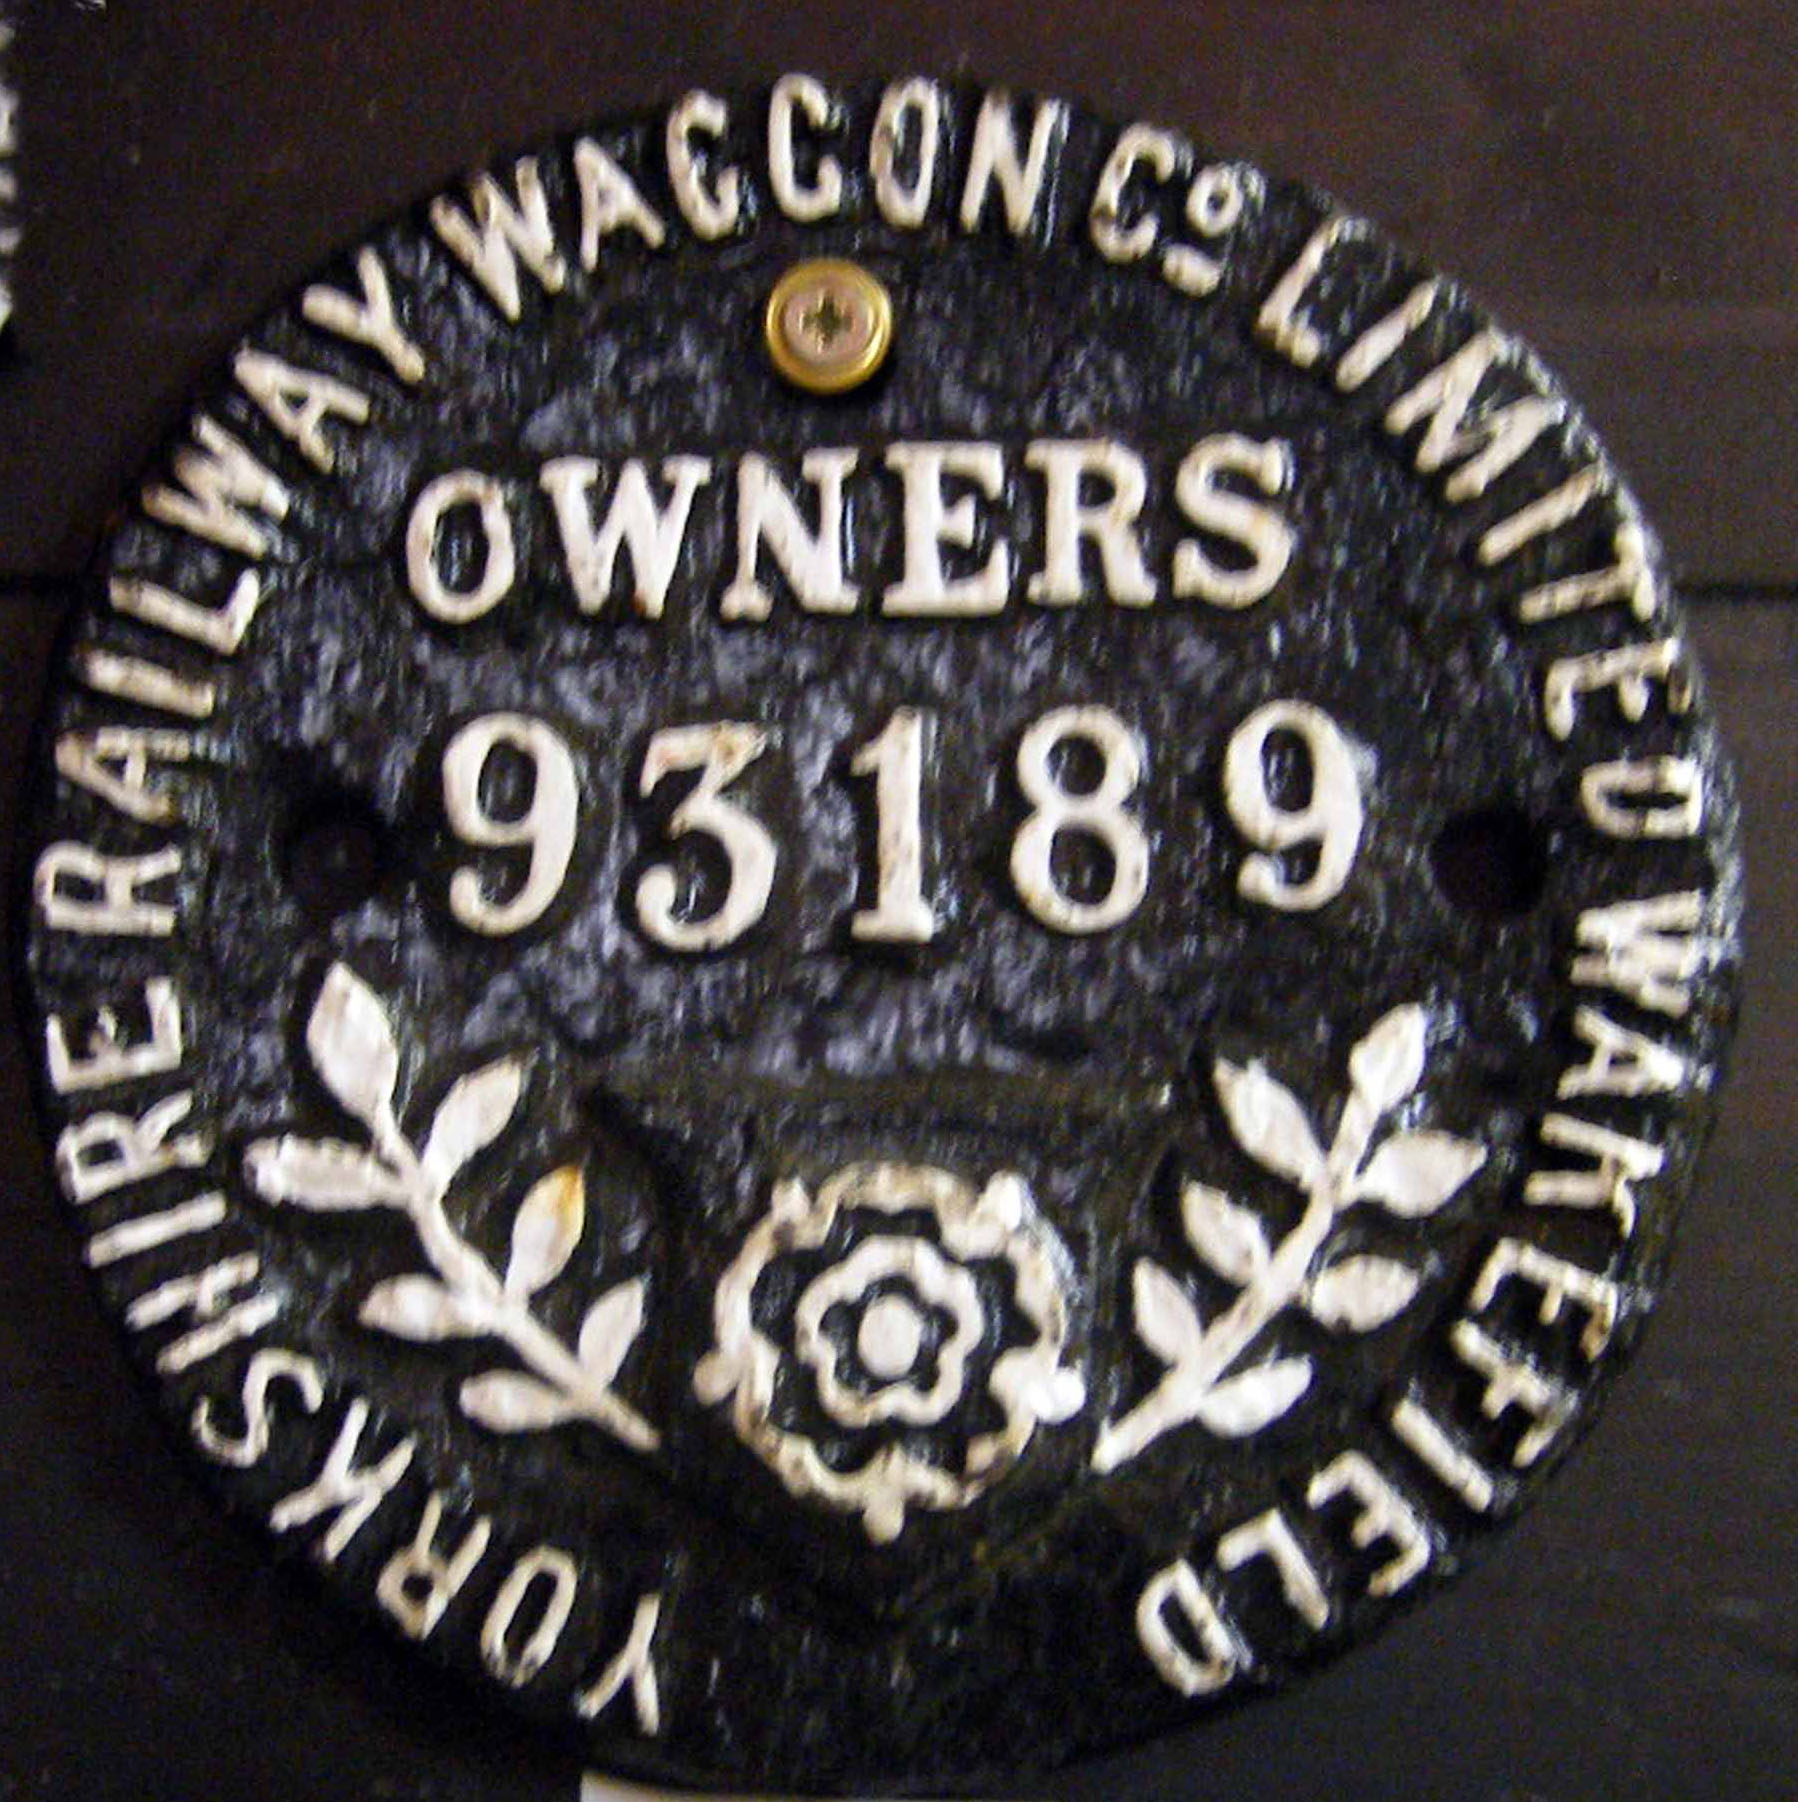 YORKSHIRE RAILWAY WAGGON Cº LIMITED WAKEFIELD
OWNERS
93189